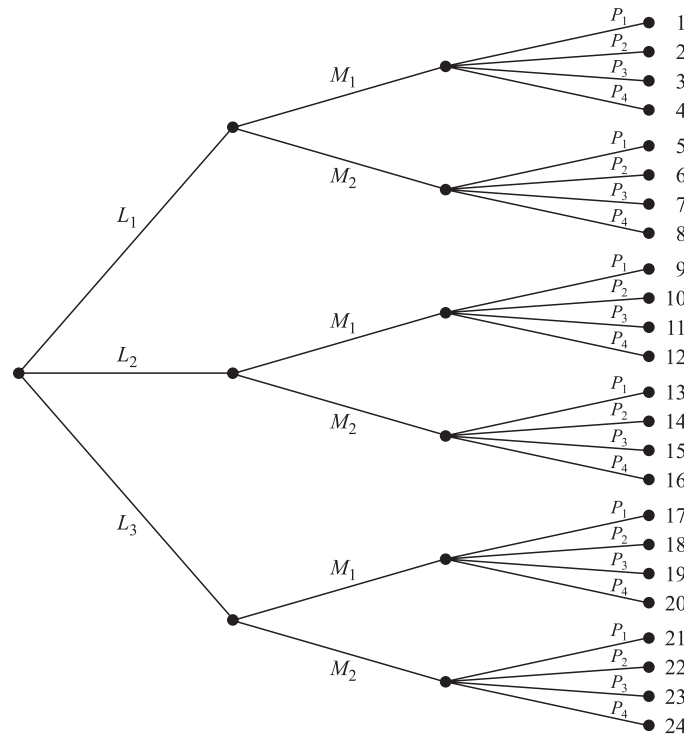 P₁ 1
P₂ 2
P₃ 3
P₄ 4
M₁
P₁ 5
P₂ 6
P₃ 7
P₄ 8
M₂
L₁
P₁ 9
P₂ 10
P₃ 11
P₄ 12
M₁
L₂
P₁ 13
P₂ 14
P₃ 15
P₄ 16
M₂
L₃
P₁ 17
P₂ 18
P₃ 19
P₄ 20
M₁
P₁ 21
P₂ 22
P₃ 23
P₄ 24
M₂